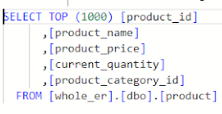 SELECT TOP (1000) [product_id]
,[product_name]
,[product_price]
,[current_quantity]
,[product_category_id]
FROM [whole_er].[dbo].[product]